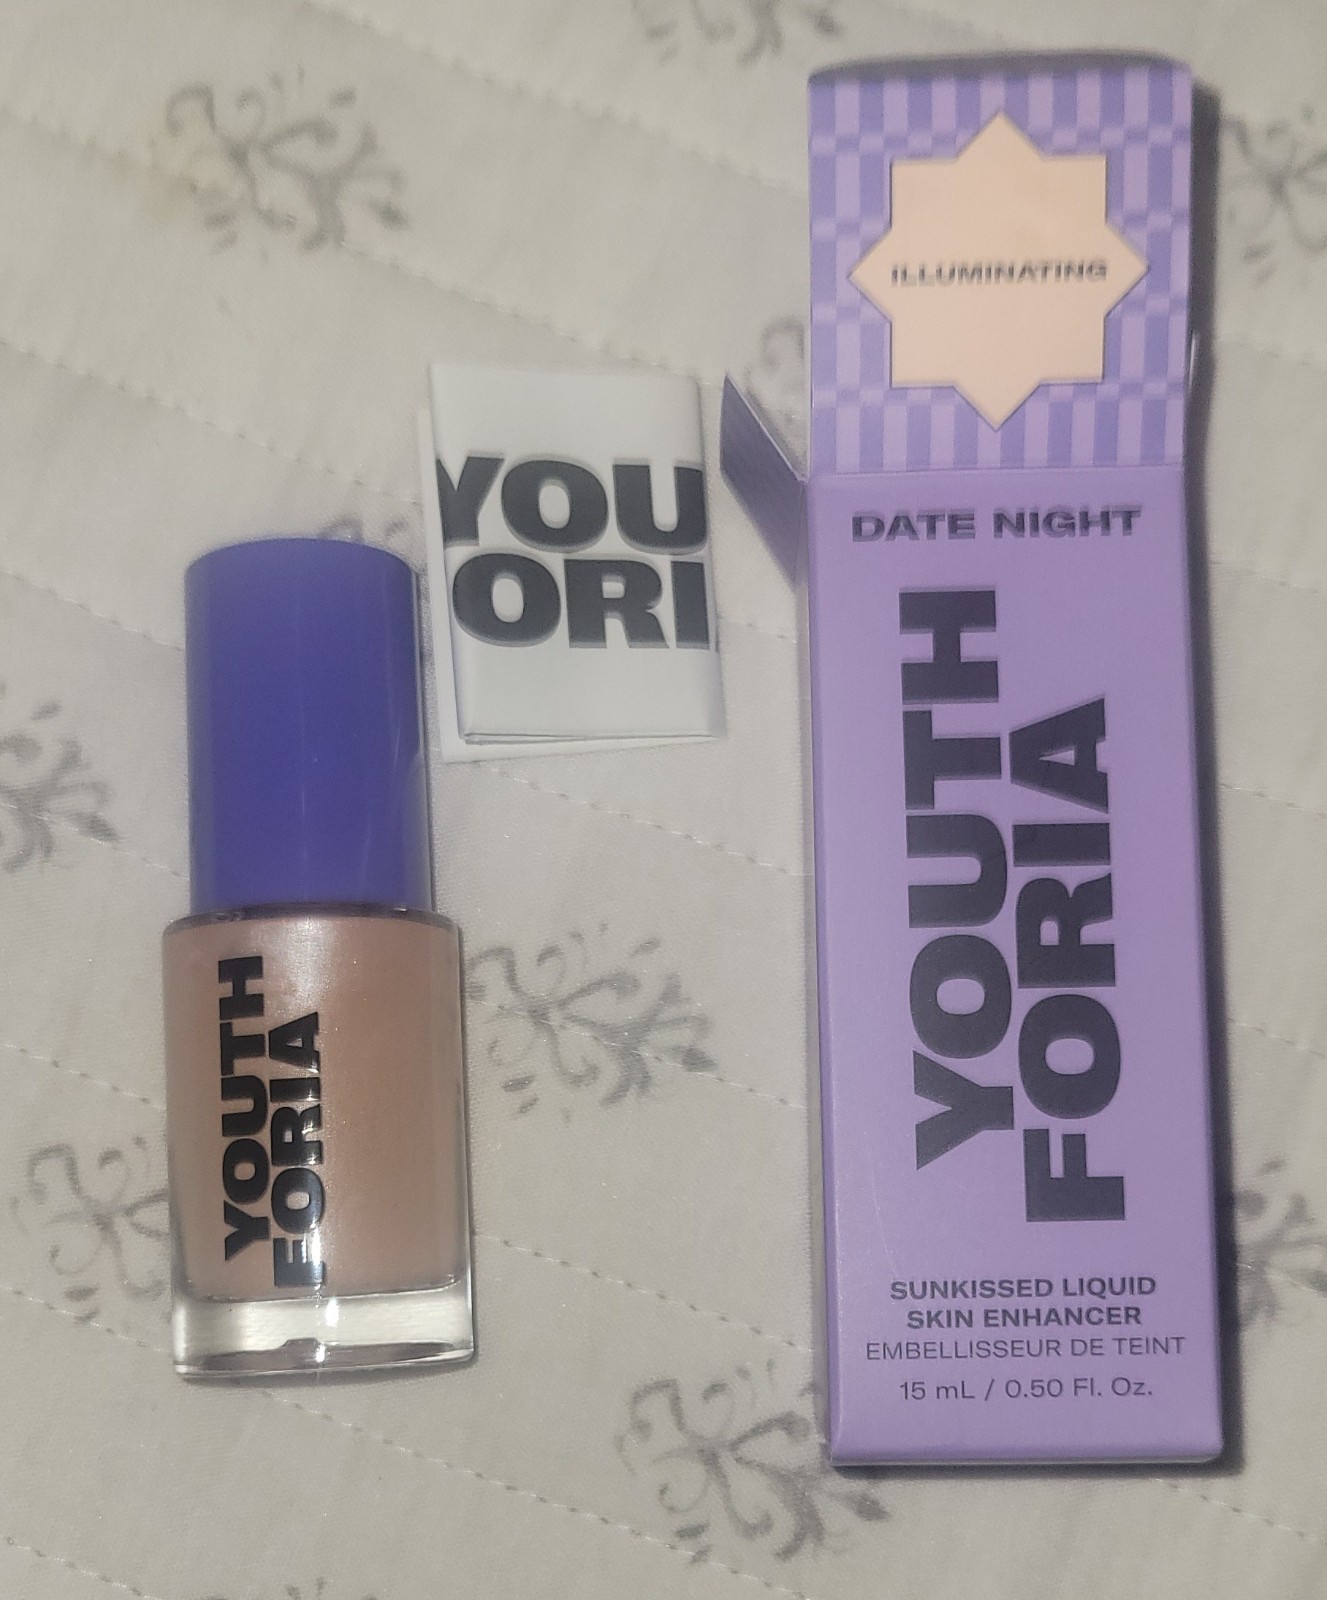 ILLUMINATING
DATE NIGHT
YOUTH
FORIA
SUNKISSED LIQUID
SKIN ENHANCER
EMBELLISSEUR DE TEINT
15 mL / 0.50 Fl. Oz.
YOU
ORI
YOUTH
FORIA